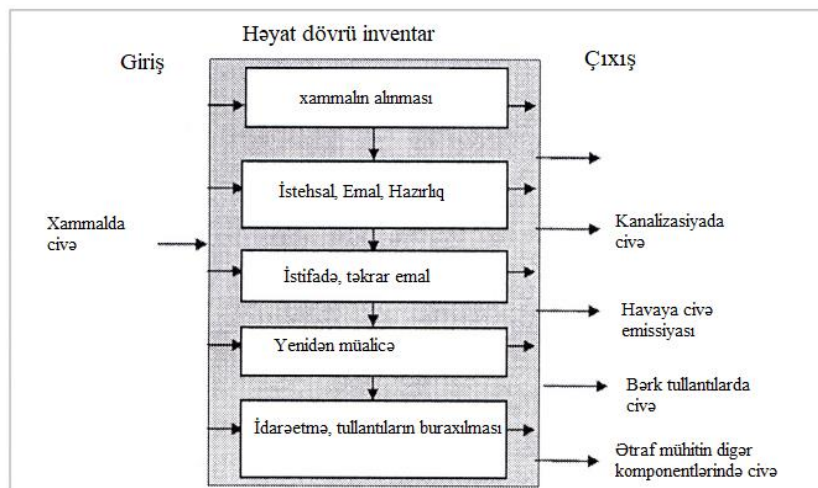 Həyat dövrü inventar
Giriş
Çıxış
xammalın alınması
İstehsal, Emal, Hazırlıq
Xammalda
civə
Kanalizasiyada
civə
İstifadə, təkrar emal
Havaya civə
emissiyası
Yenidən müalicə
Bərk tullantılarda
civə
İdarəetmə, tullantıların buraxılması
Ətraf mühitin digər
komponentlərində civə